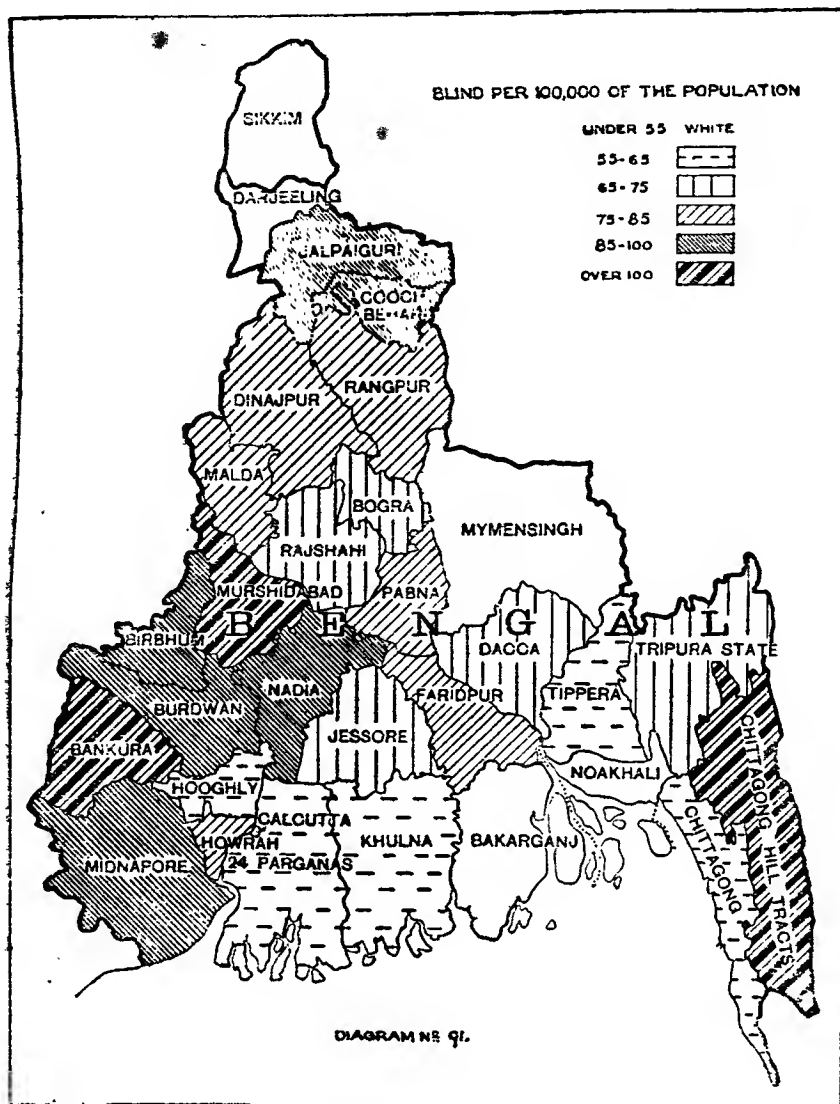 BLIND PER 100,000 OF THE POPULATION
UNDER 55 WHITE
55-65
65-75
75-85
85-100
OVER 100
SIKKIM
DARJEELING
JALPAIGURI
COOCH
BEHAR
DINAJPUR
RANGPUR
MALDA
BOGRA
RAJSHAHI
MYMENSINGH
MURSHIDABAD
PABNA
BENGAL
BIRBHUM
DACCA
TRIPURA STATE
NADIA
FARIDPUR
TIPPERA
BURDWAN
JESSORE
BANKURA
NOAKHALI
HOOGHLY
CALCUTTA
HOWRAH
KHULNA
BAKARGANJ
24 PARGANAS
MIDNAPORE
CHITTAGONG
CHITTAGONG HILL TRACTS
DIAGRAM Nº 91.